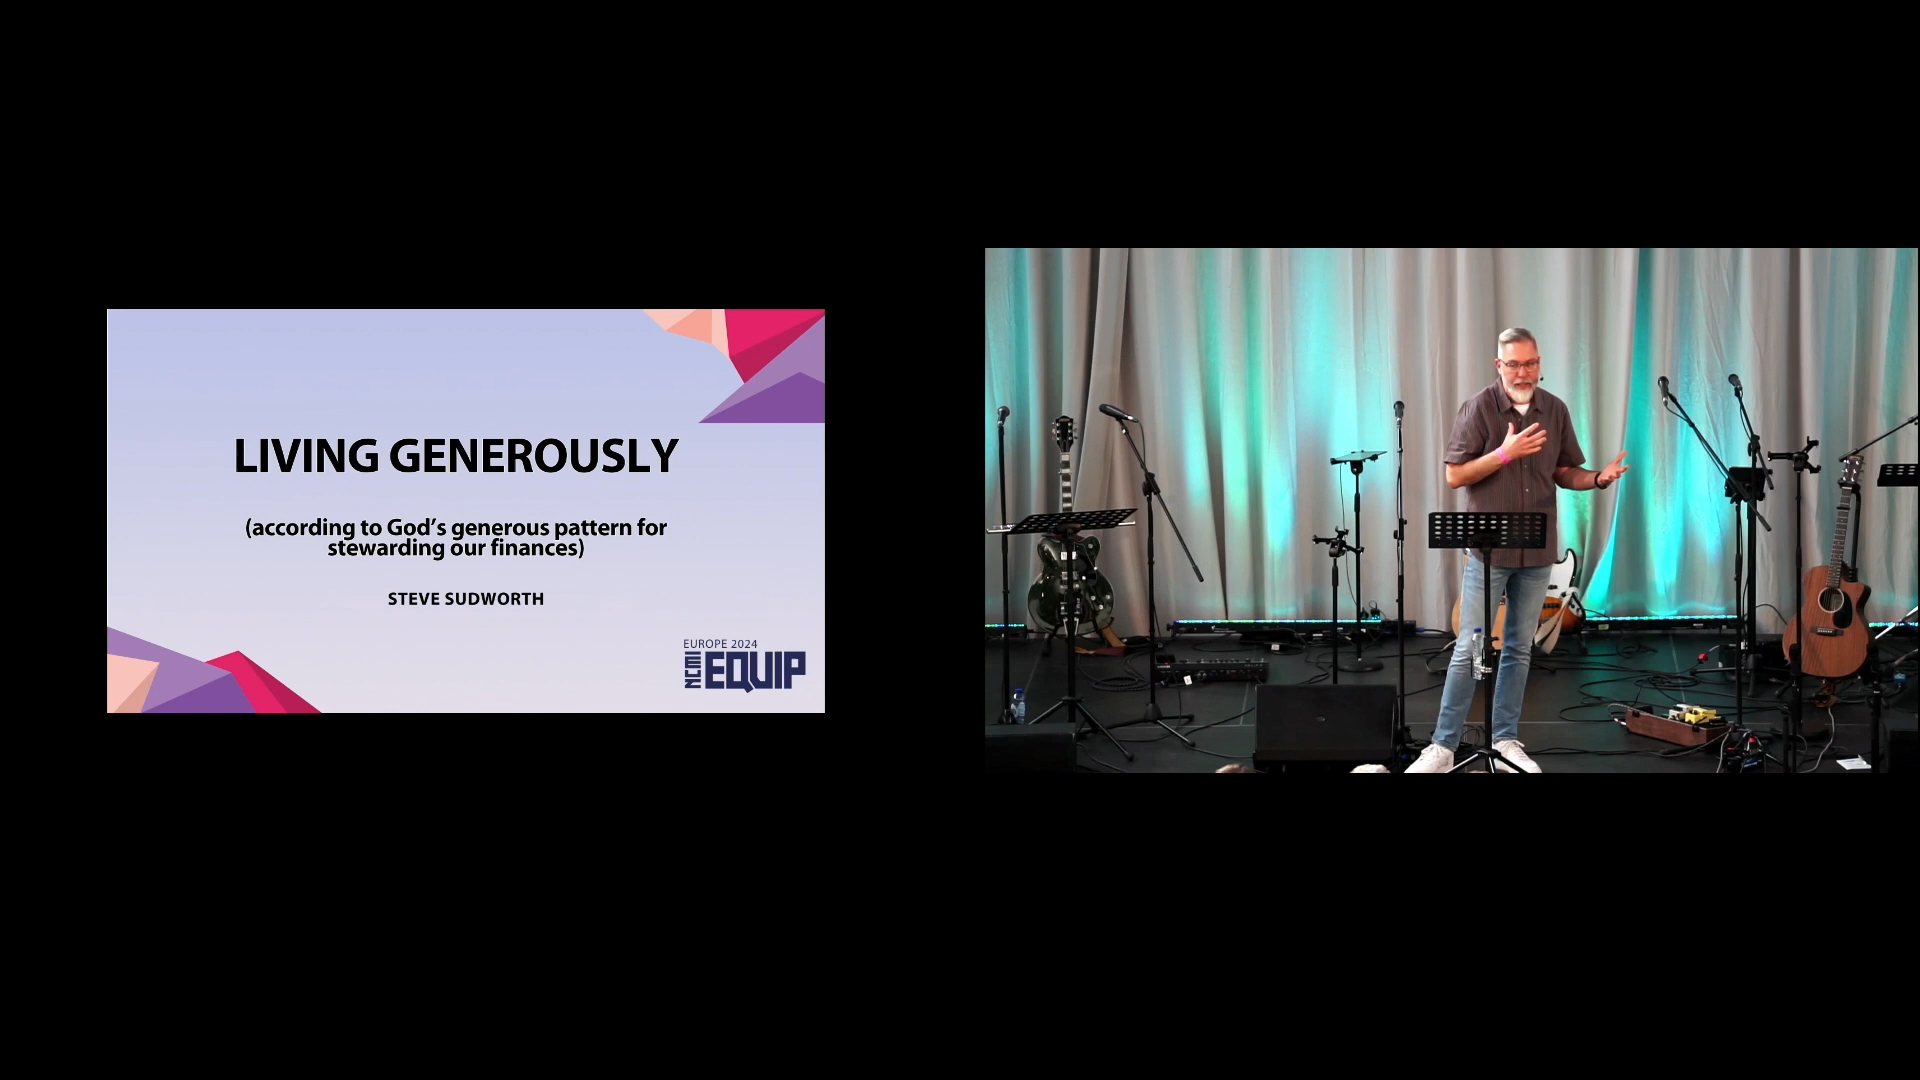 LIVING GENEROUSLY
(according to God's generous pattern for
stewarding our finances)
STEVE SUDWORTH
EUROPE 2024
NCMI EQUIP